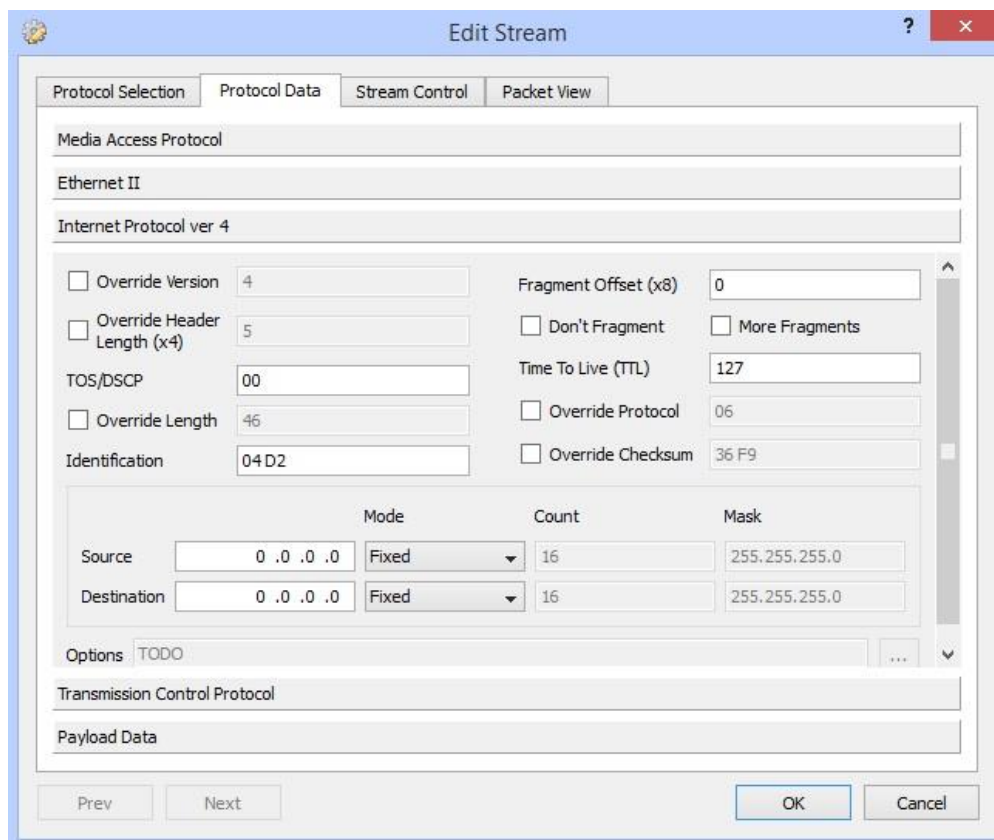 Edit Stream
?
Protocol Selection Protocol Data Stream Control Packet View
Media Access Protocol
Ethernet II
Internet Protocol ver 4
Override Version 4
Override Header
Length (x4) 5
TOS/DSCP 00
Override Length 46
Identification 04 D2
Fragment Offset (x8) 0
Don't Fragment More Fragments
Time To Live (TTL) 127
Override Protocol 06
Override Checksum 36 F9
Mode Count Mask
Source 0 .0 .0 .0 Fixed 16 255.255.255.0
Destination 0 .0 .0 .0 Fixed 16 255.255.255.0
Options TODO ...
Transmission Control Protocol
Payload Data
Prev Next OK Cancel